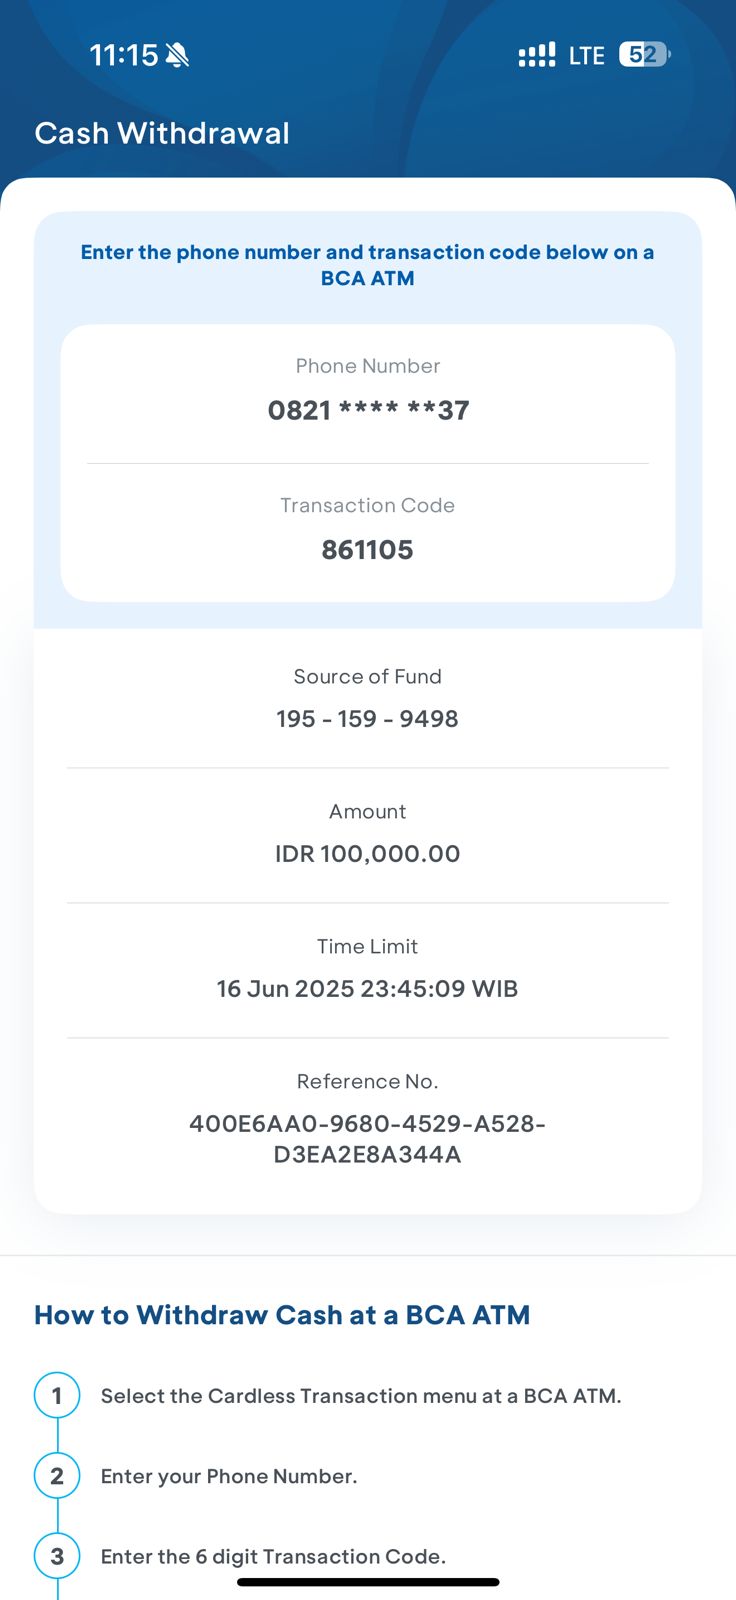 11:15
LTE
52
Cash Withdrawal
Enter the phone number and transaction code below on a
BCA ATM
Phone Number
0821 **** **37
Transaction Code
861105
Source of Fund
195 - 159 - 9498
Amount
IDR 100,000.00
Time Limit
16 Jun 2025 23:45:09 WIB
Reference No.
400E6AA0-9680-4529-A528-
D3EA2E8A344A
How to Withdraw Cash at a BCA ATM
1 Select the Cardless Transaction menu at a BCA ATM.
2 Enter your Phone Number.
3 Enter the 6 digit Transaction Code.